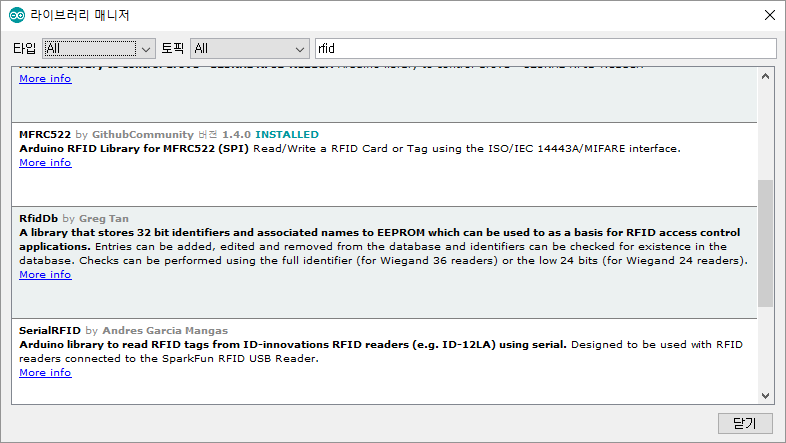 라이브러리 매니저
타입 All 토픽 All rfid
More info
MFRC522 by GithubCommunity 버전 1.4.0 INSTALLED
Arduino RFID Library for MFRC522 (SPI) Read/Write a RFID Card or Tag using the ISO/IEC 14443A/MIFARE interface.
More info
RfidDb by Greg Tan
A library that stores 32 bit identifiers and associated names to EEPROM which can be used to as a basis for RFID access control
applications. Entries can be added, edited and removed from the database and identifiers can be checked for existence in the
database. Checks can be performed using the full identifier (for Wiegand 36 readers) or the low 24 bits (for Wiegand 24 readers).
More info
SerialRFID by Andres Garcia Mangas
Arduino library to read RFID tags from ID-innovations RFID readers (e.g. ID-12LA) using serial. Designed to be used with RFID
readers connected to the SparkFun RFID USB Reader.
More info
닫기